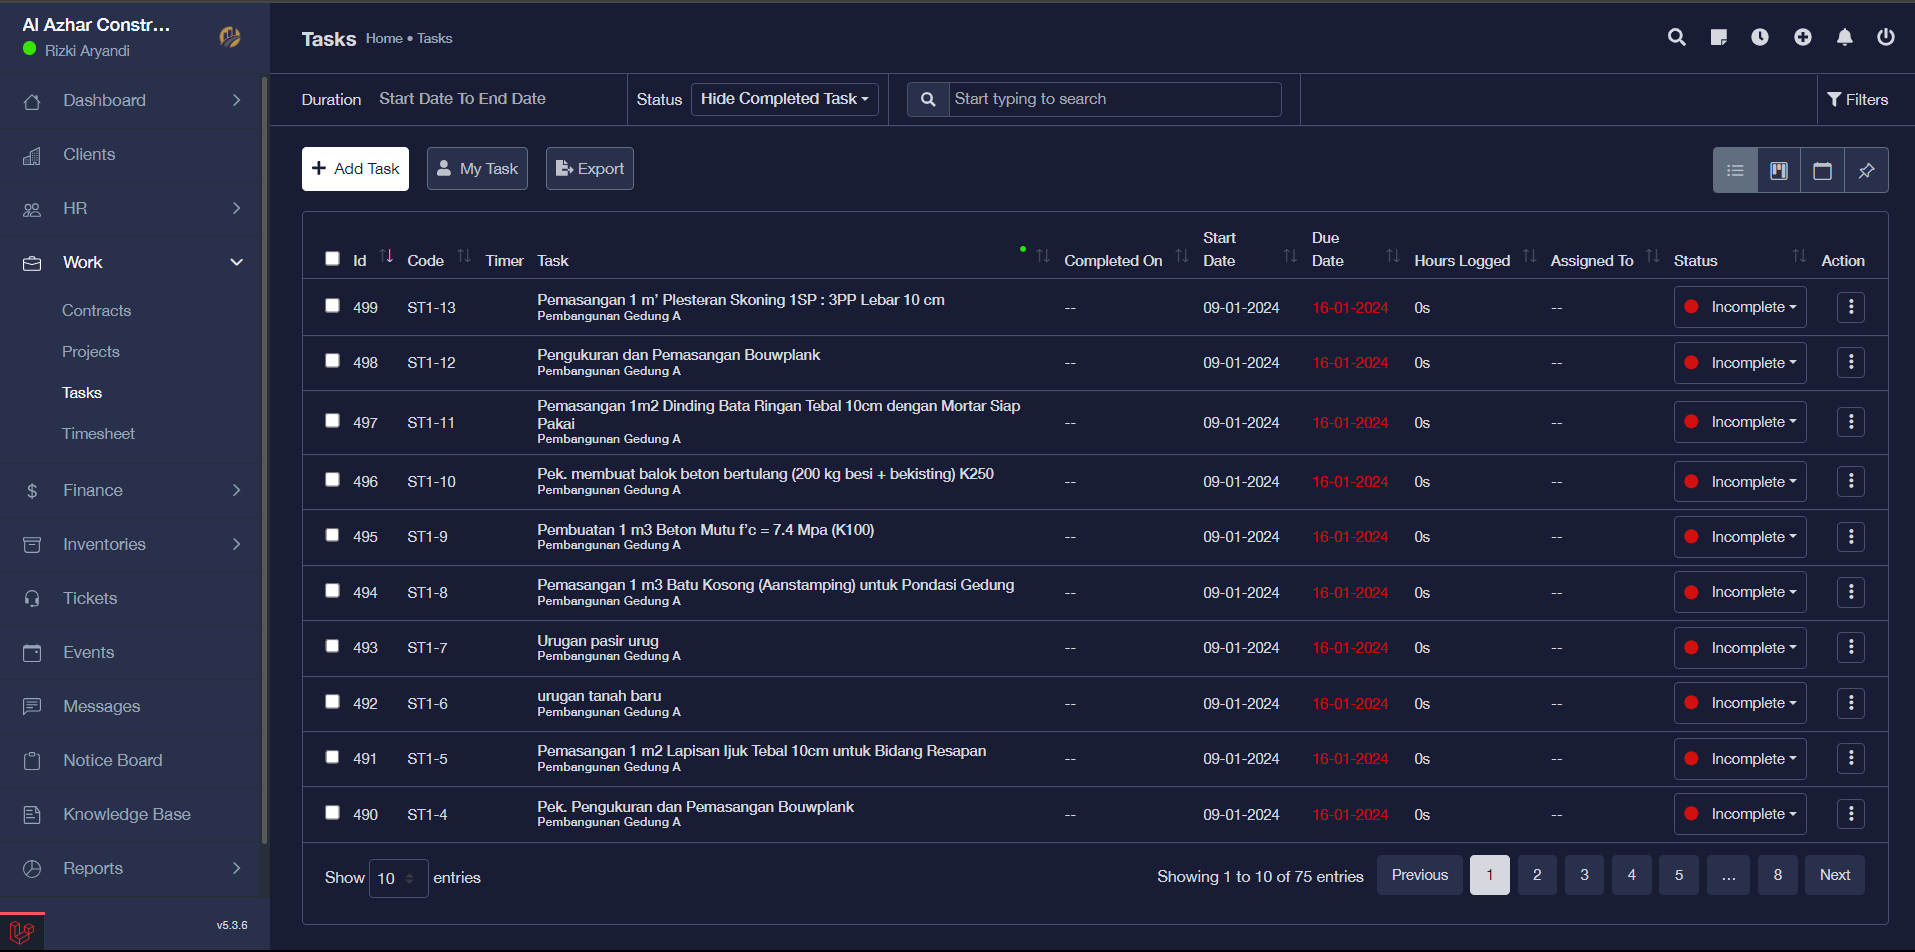 Al Azhar Constr...
Rizki Aryandi
Dashboard
Clients
HR
Work
Contracts
Projects
Tasks
Timesheet
Finance
Inventories
Tickets
Events
Messages
Notice Board
Knowledge Base
Reports
v5.3.6
Tasks Home • Tasks
Duration Start Date To End Date Status Hide Completed Task Start typing to search Filters
Add Task My Task Export
Id Code Timer Task Completed On Start Date Due Date Hours Logged Assigned To Status Action
499 ST1-13 Pemasangan 1 m’ Plesteran Skoning 1SP : 3PP Lebar 10 cm -- 09-01-2024 16-01-2024 0s -- Incomplete
Pembangunan Gedung A
498 ST1-12 Pengukuran dan Pemasangan Bouwplank -- 09-01-2024 16-01-2024 0s -- Incomplete
Pembangunan Gedung A
497 ST1-11 Pemasangan 1m2 Dinding Bata Ringan Tebal 10cm dengan Mortar Siap Pakai -- 09-01-2024 16-01-2024 0s -- Incomplete
Pembangunan Gedung A
496 ST1-10 Pek. membuat balok beton bertulang (200 kg besi + bekisting) K250 -- 09-01-2024 16-01-2024 0s -- Incomplete
Pembangunan Gedung A
495 ST1-9 Pembuatan 1 m3 Beton Mutu f’c = 7.4 Mpa (K100) -- 09-01-2024 16-01-2024 0s -- Incomplete
Pembangunan Gedung A
494 ST1-8 Pemasangan 1 m3 Batu Kosong (Aanstamping) untuk Pondasi Gedung -- 09-01-2024 16-01-2024 0s -- Incomplete
Pembangunan Gedung A
493 ST1-7 Urugan pasir urug -- 09-01-2024 16-01-2024 0s -- Incomplete
Pembangunan Gedung A
492 ST1-6 urugan tanah baru -- 09-01-2024 16-01-2024 0s -- Incomplete
Pembangunan Gedung A
491 ST1-5 Pemasangan 1 m2 Lapisan Ijuk Tebal 10cm untuk Bidang Resapan -- 09-01-2024 16-01-2024 0s -- Incomplete
Pembangunan Gedung A
490 ST1-4 Pek. Pengukuran dan Pemasangan Bouwplank -- 09-01-2024 16-01-2024 0s -- Incomplete
Pembangunan Gedung A
Show 10 entries Showing 1 to 10 of 75 entries Previous 1 2 3 4 5 ... 8 Next